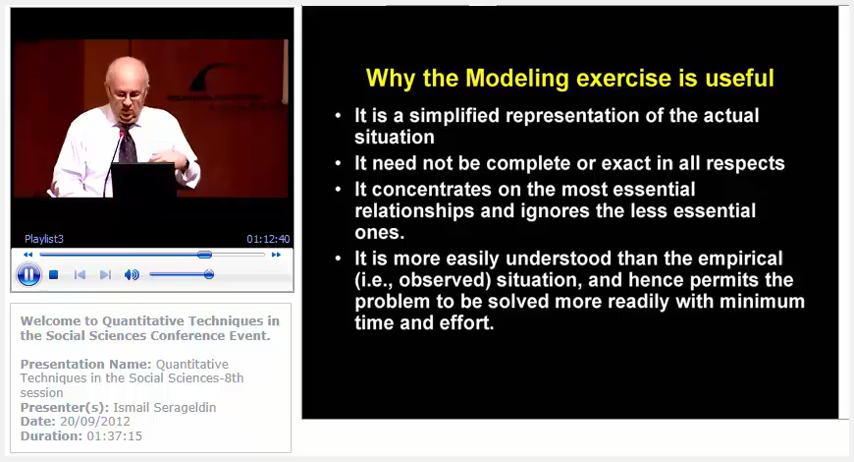 Playlist3
01:12:40
Welcome to Quantitative Techniques in
the Social Sciences Conference Event.
Presentation Name: Quantitative
Techniques in the Social Sciences-8th
session
Presenter(s): Ismail Serageldin
Date: 20/09/2012
Duration: 01:37:15
Why the Modeling exercise is useful
• It is a simplified representation of the actual
situation
• It need not be complete or exact in all respects
• It concentrates on the most essential
relationships and ignores the less essential
ones.
• It is more easily understood than the empirical
(i.e., observed) situation, and hence permits the
problem to be solved more readily with minimum
time and effort.